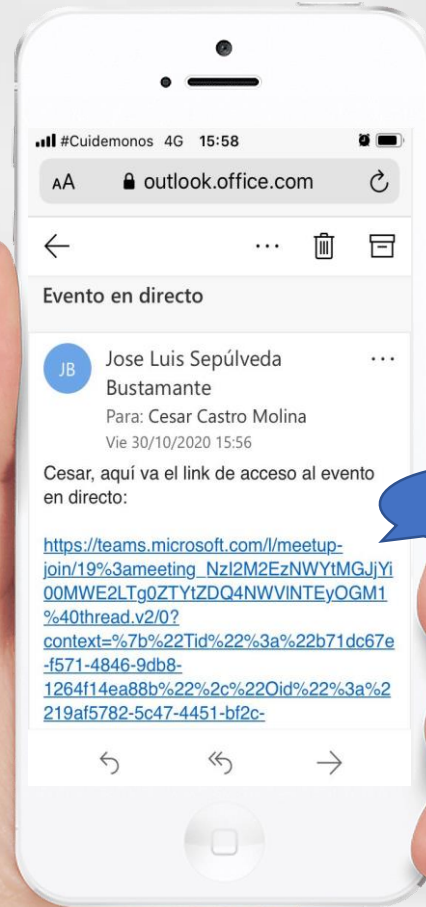 #Cuidemonos 4G 15:58
AA outlook.office.com
Evento en directo
JB
Jose Luis Sepúlveda
Bustamante
Para: Cesar Castro Molina
Vie 30/10/2020 15:56
Cesar, aquí va el link de acceso al evento
en directo:
https://teams.microsoft.com/l/meetup-
join/19%3ameeting_NzI2M2EzNWYtMGJjYi
00MWE2LTg0ZTYtZDQ4NWVlNTEyOGM1
%40thread.v2/0?
context=%7b%22Tid%22%3a%22b71dc67e
-f571-4846-9db8-
1264f14ea88b%22%2c%22Oid%22%3a%2
219af5782-5c47-4451-bf2c-